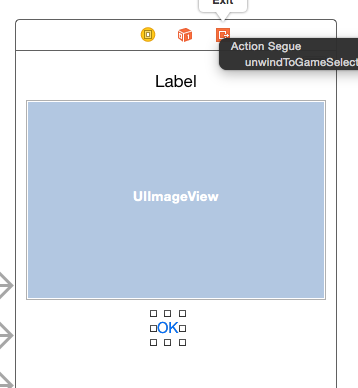 Exit
Action Segue
unwindToGameSelect
Label
UIImageView
OK